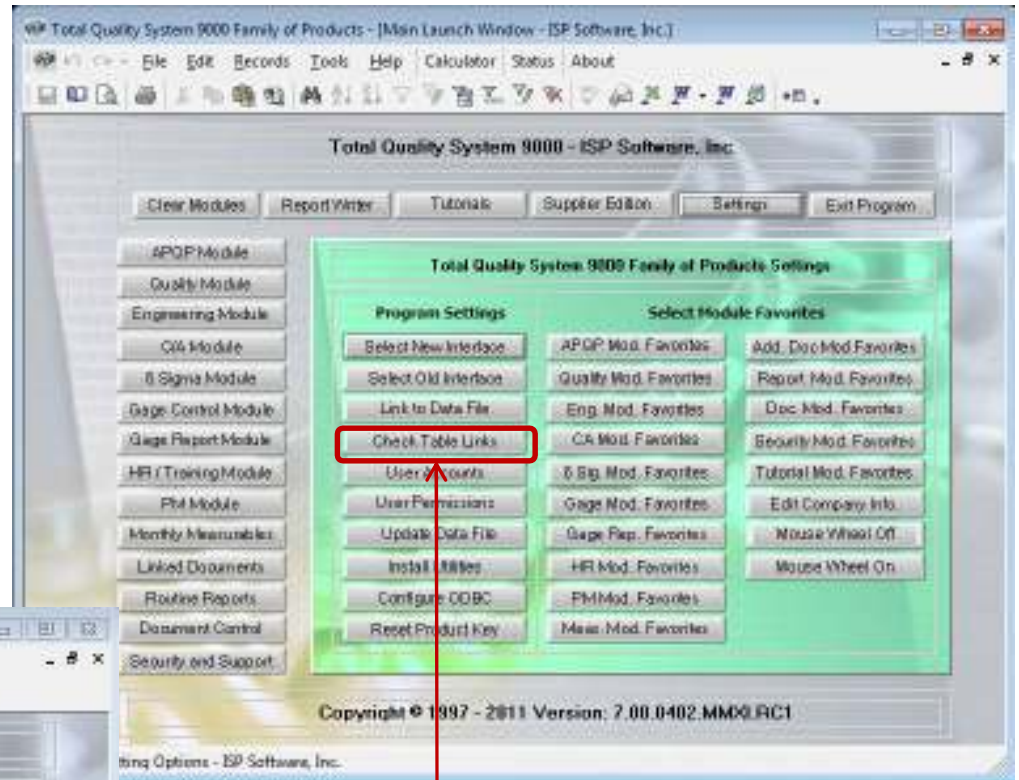 Total Quality System 9000 Family of Products - [Main Launch Window - ISP Software, Inc.]
File Edit Records Tools Help Calculator Status About
Total Quality System 9000 - ISP Software, Inc
Clear Modules Report Writer Tutorials Supplier Edition Settings Exit Program
APQP Module
Quality Module
Engineering Module
C/A Module
6 Sigma Module
Gage Control Module
Gage Report Module
HR / Training Module
PM Module
Monthly Measurables
Linked Documents
Routine Reports
Document Control
Security and Support
Total Quality System 9000 Family of Products Settings
Program Settings Select Module Favorites
Select New Interface APQP Mod. Favorites Add. Doc Mod Favorites
Select Old Interface Quality Mod. Favorites Report Mod. Favorites
Link to Data File Eng. Mod. Favorites Doc. Mod. Favorites
Check Table Links CA Mod. Favorites Security Mod. Favorites
User Accounts 6 Sig. Mod. Favorites Tutorial Mod. Favorites
User Permissions Gage Mod. Favorites Edit Company Info.
Update Data File Gage Rep. Favorites Mouse Wheel Off
Install Utilities HR Mod. Favorites Mouse Wheel On
Configure ODBC PM Mod. Favorites
Reset Product Key Meas. Mod. Favorites
Copyright © 1997 - 2011 Version: 7.00.0402.MMXI.RC1
ting Options - ISP Software, Inc.